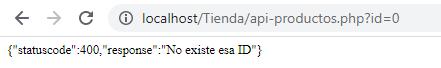 localhost/Tienda/api-productos.php?id=0
{"statuscode":400,"response":"No existe esa ID"}